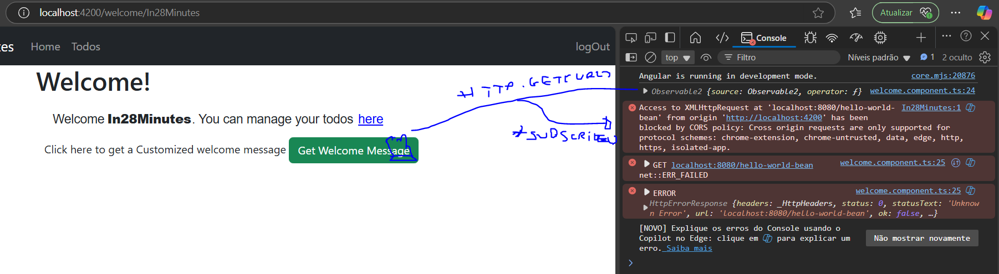 localhost:4200/welcome/In28Minutes
Atualizar
es Home Todos logOut
Welcome!
Welcome In28Minutes. You can manage your todos here
Click here to get a Customized welcome message Get Welcome Message
HTTP.GET(URL)
SUBSCRIBE()
Console
top Filtro Níveis padrão 1 2 oculto
Angular is running in development mode. core.mjs:20876
Observable2 {source: Observable2, operator: ƒ} welcome.component.ts:24
Access to XMLHttpRequest at 'localhost:8080/hello-world- In28Minutes:1
bean' from origin 'http://localhost:4200' has been
blocked by CORS policy: Cross origin requests are only supported for
protocol schemes: chrome-extension, chrome-untrusted, data, edge, http,
https, isolated-app.
GET localhost:8080/hello-world-bean welcome.component.ts:25
net::ERR_FAILED
ERROR welcome.component.ts:25
HttpErrorResponse {headers: _HttpHeaders, status: 0, statusText: 'Unknow
n Error', url: 'localhost:8080/hello-world-bean', ok: false, …}
[NOVO] Explique os erros do Console usando o
Copilot no Edge: clique em para explicar um
erro. Saiba mais
Não mostrar novamente